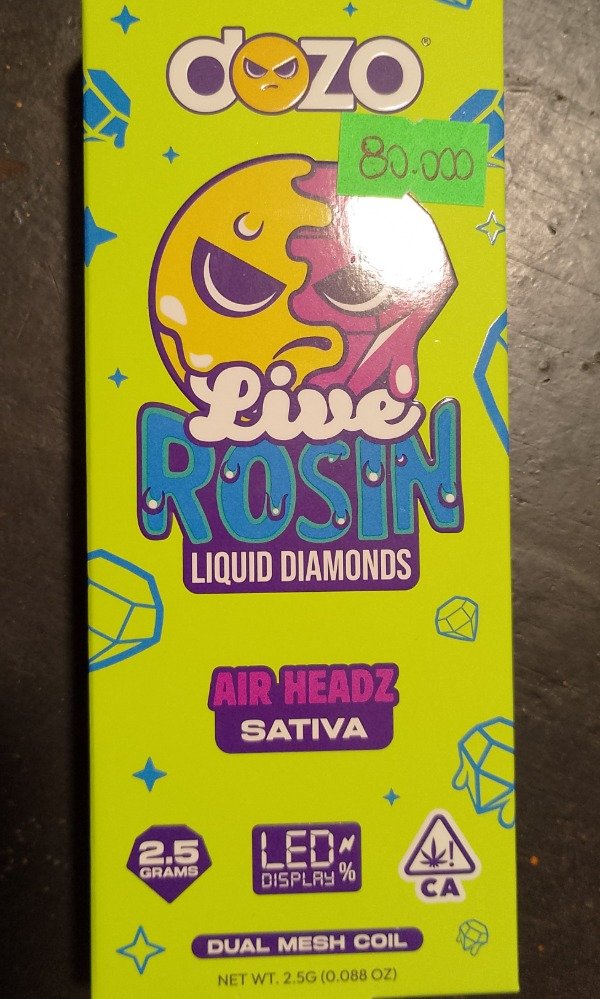 dozo®
80.000
Live
ROSIN
LIQUID DIAMONDS
AIR HEADZ
SATIVA
2.5
GRAMS
LED
DISPLAY %
CA
DUAL MESH COIL
NET WT. 2.5G (0.088 OZ)